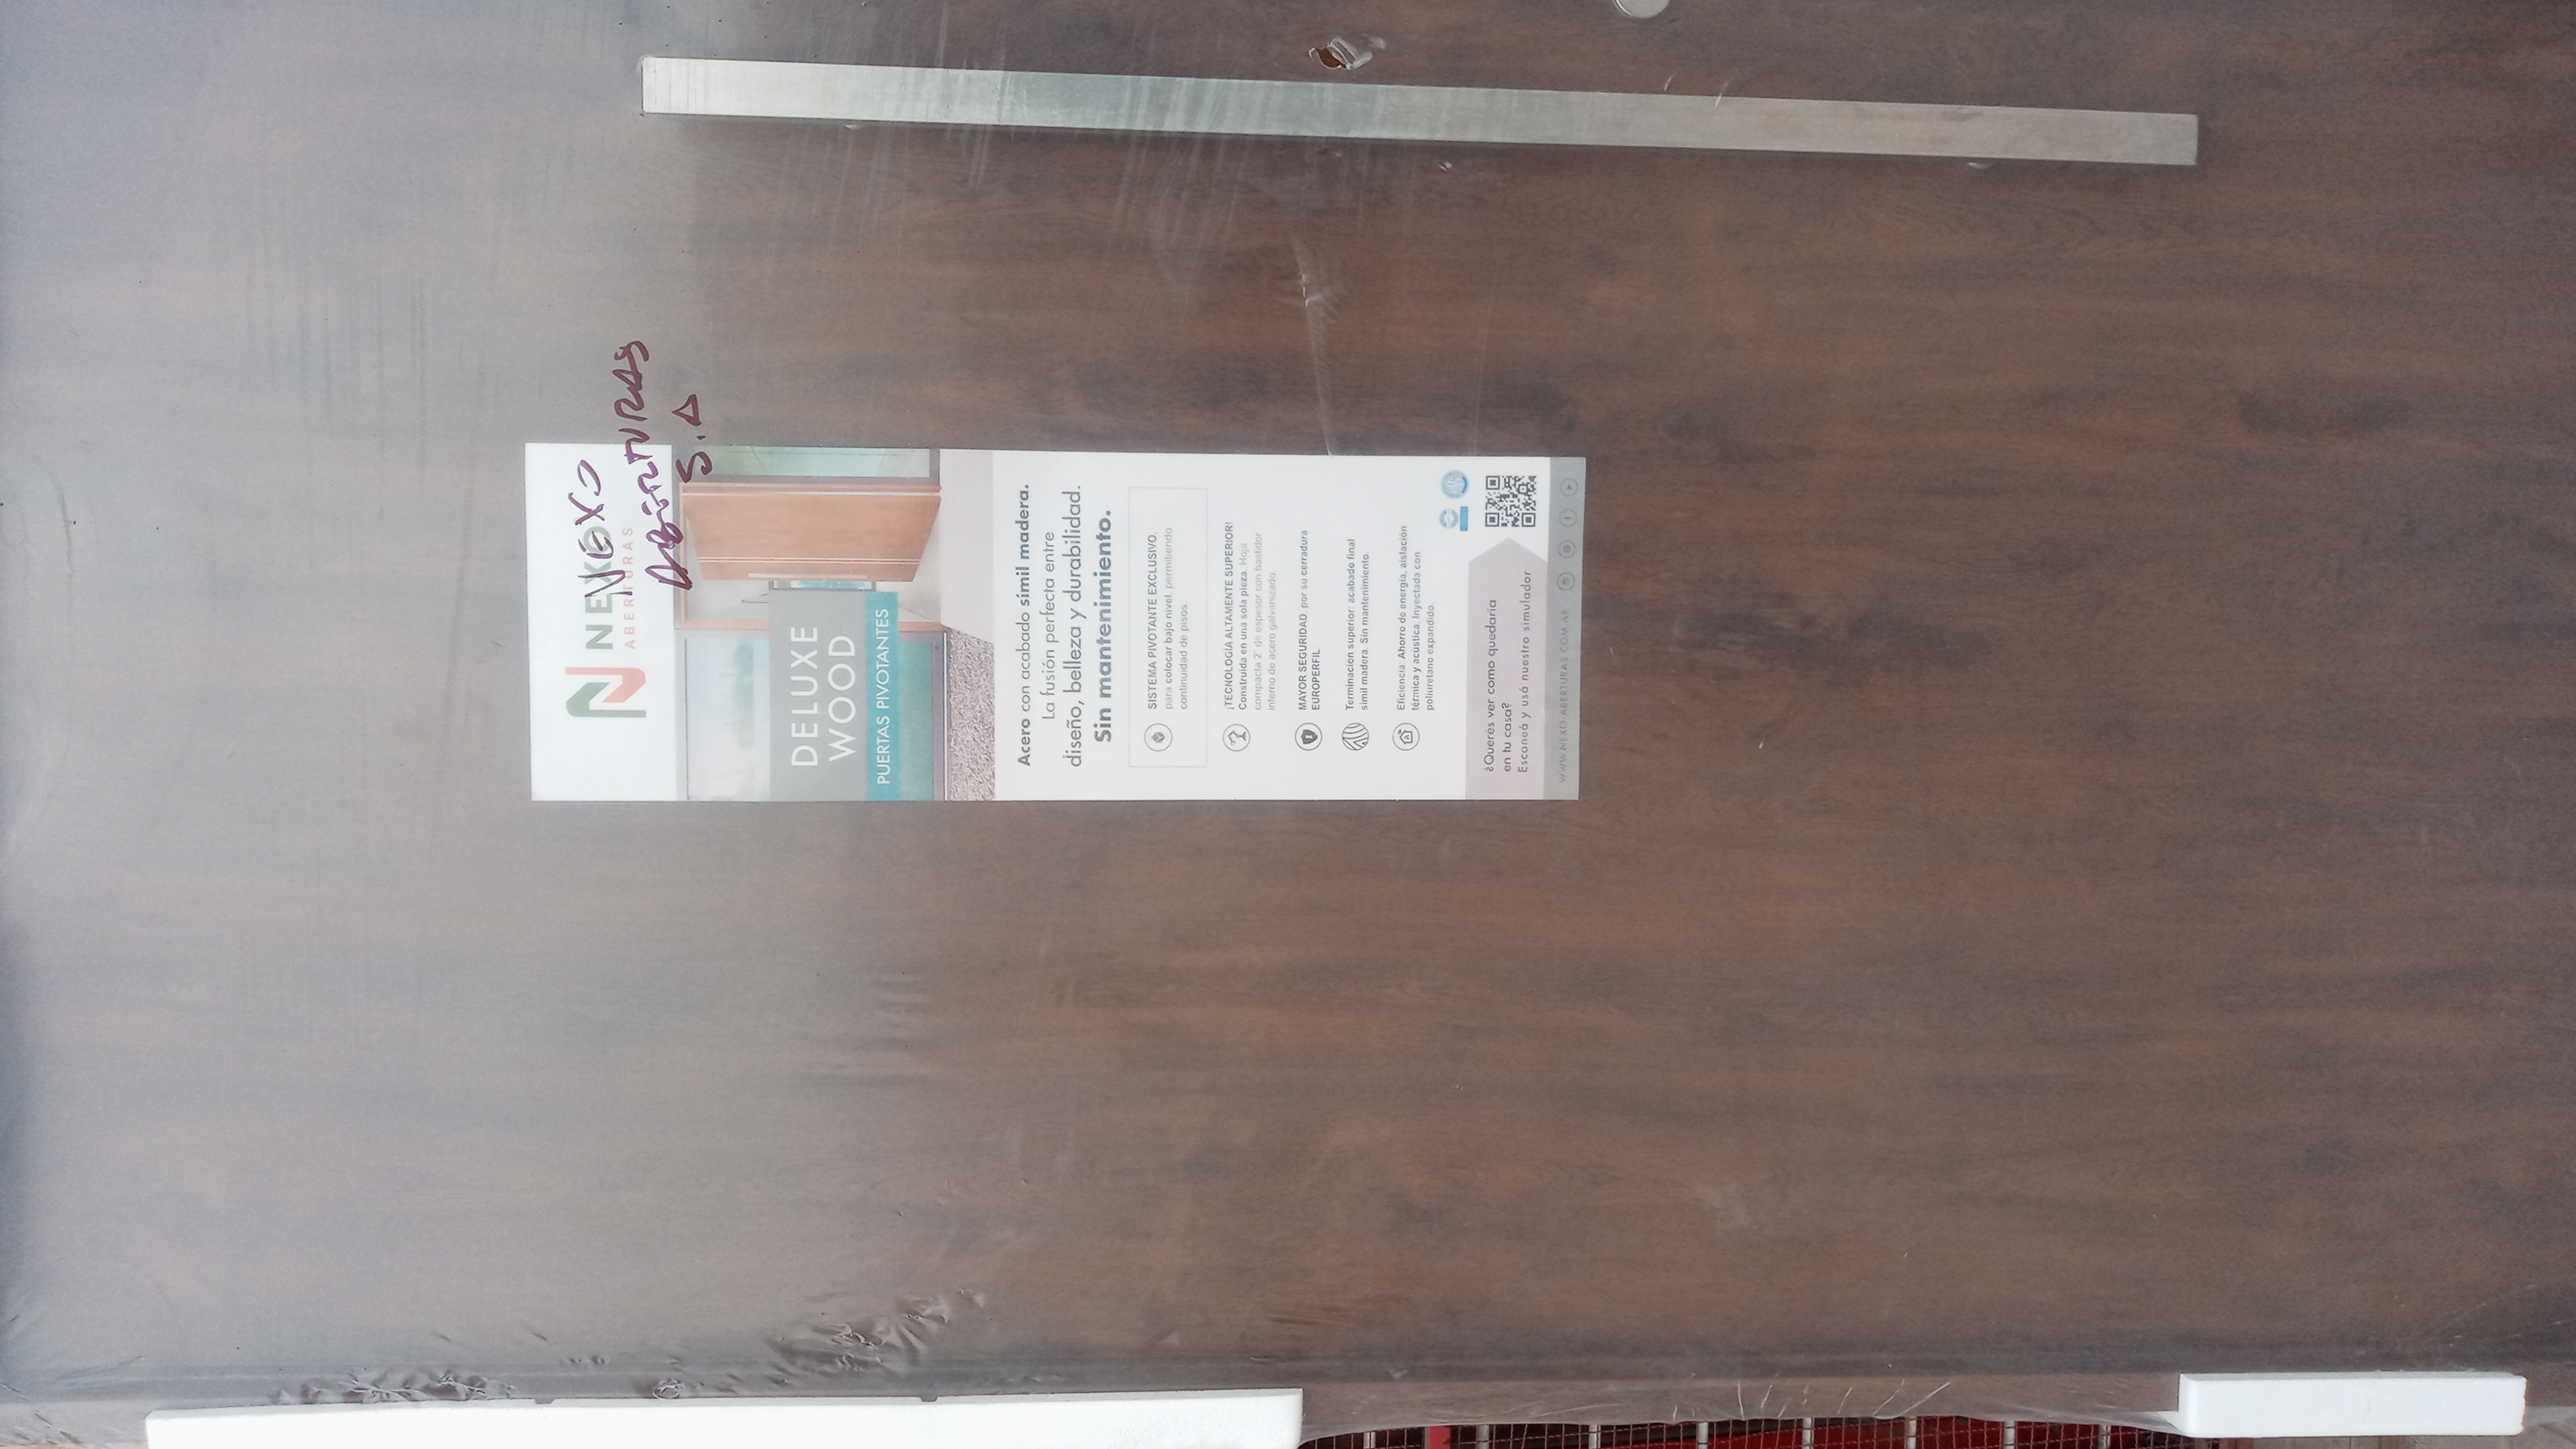 NEXO
ABERTURAS
NEXO
ABERTURAS
S.A
DELUXE
WOOD
PUERTAS PIVOTANTES
Acero con acabado símil madera.
La fusión perfecta entre
diseño, belleza y durabilidad.
Sin mantenimiento.
SISTEMA PIVOTANTE EXCLUSIVO,
para colocar bajo nivel, permitiendo
continuidad de pisos.
¡TECNOLOGÍA ALTAMENTE SUPERIOR!
Construida en una sola pieza. Hoja
compacta 2" de espesor con bastidor
interno de acero galvanizado.
MAYOR SEGURIDAD, por su cerradura
EUROPERFIL.
Terminación superior: acabado final
símil madera. Sin mantenimiento.
Eficiencia: Ahorro de energía, aislación
térmica y acústica. Inyectada con
poliuretano expandido.
¿Querés ver como quedaría
en tu casa?
Escaneá y usá nuestro simulador
WWW.NEXO-ABERTURAS.COM.AR